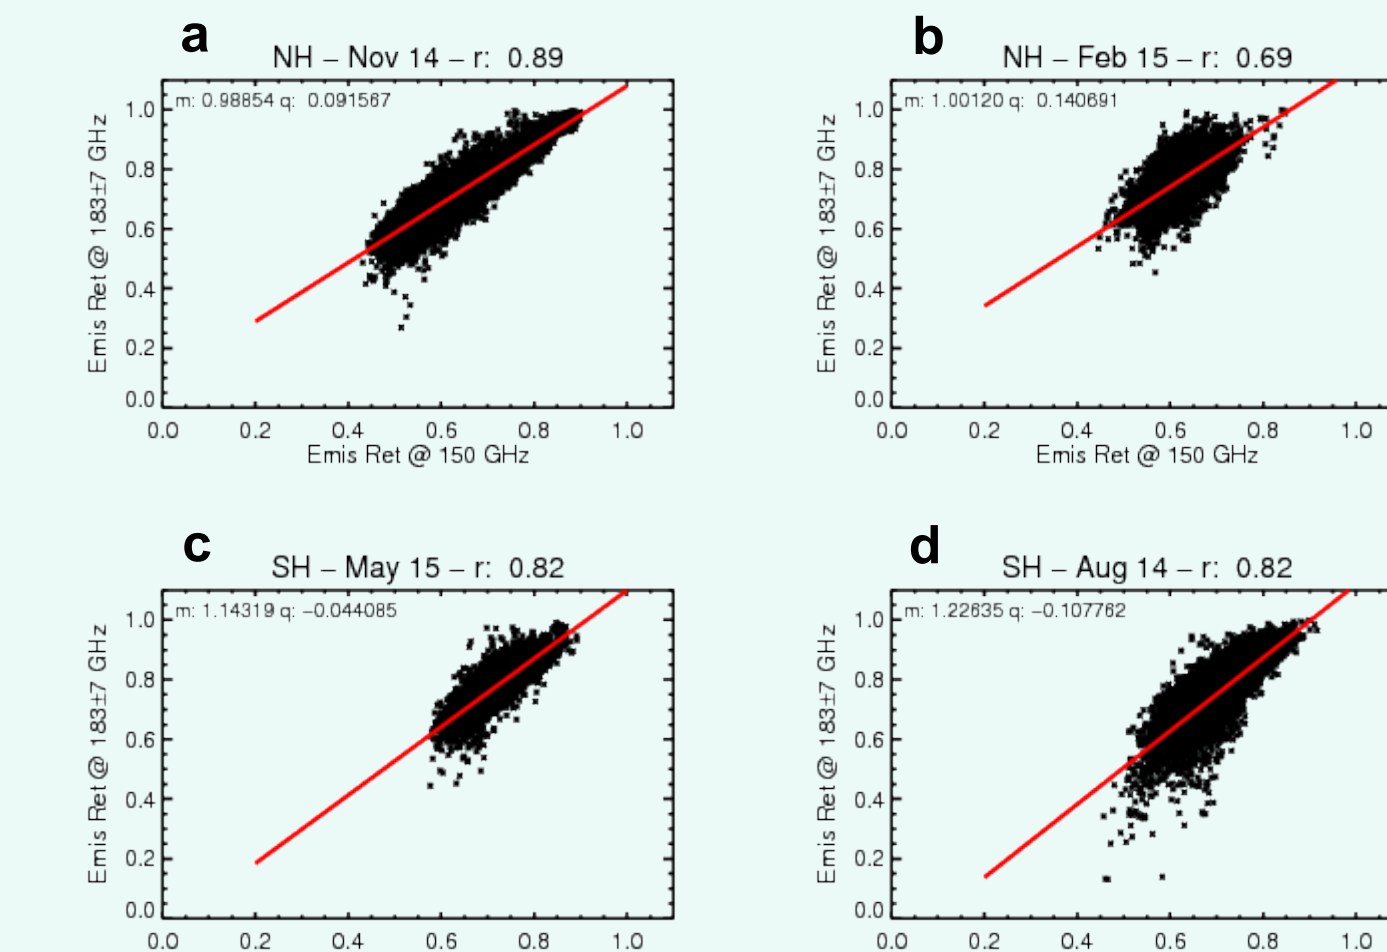 a
NH – Nov 14 – r: 0.89
m: 0.98854 q: 0.091567
Emis Ret @ 183±7 GHz
1.0
0.8
0.6
0.4
0.2
0.0
0.0 0.2 0.4 0.6 0.8 1.0
Emis Ret @ 150 GHz
b
NH – Feb 15 – r: 0.69
m: 1.00120 q: 0.140691
Emis Ret @ 183±7 GHz
1.0
0.8
0.6
0.4
0.2
0.0
0.0 0.2 0.4 0.6 0.8 1.0
Emis Ret @ 150 GHz
c
SH – May 15 – r: 0.82
m: 1.14319 q: −0.044085
Emis Ret @ 183±7 GHz
1.0
0.8
0.6
0.4
0.2
0.0
0.0 0.2 0.4 0.6 0.8 1.0
d
SH – Aug 14 – r: 0.82
m: 1.22635 q: −0.107762
Emis Ret @ 183±7 GHz
1.0
0.8
0.6
0.4
0.2
0.0
0.0 0.2 0.4 0.6 0.8 1.0